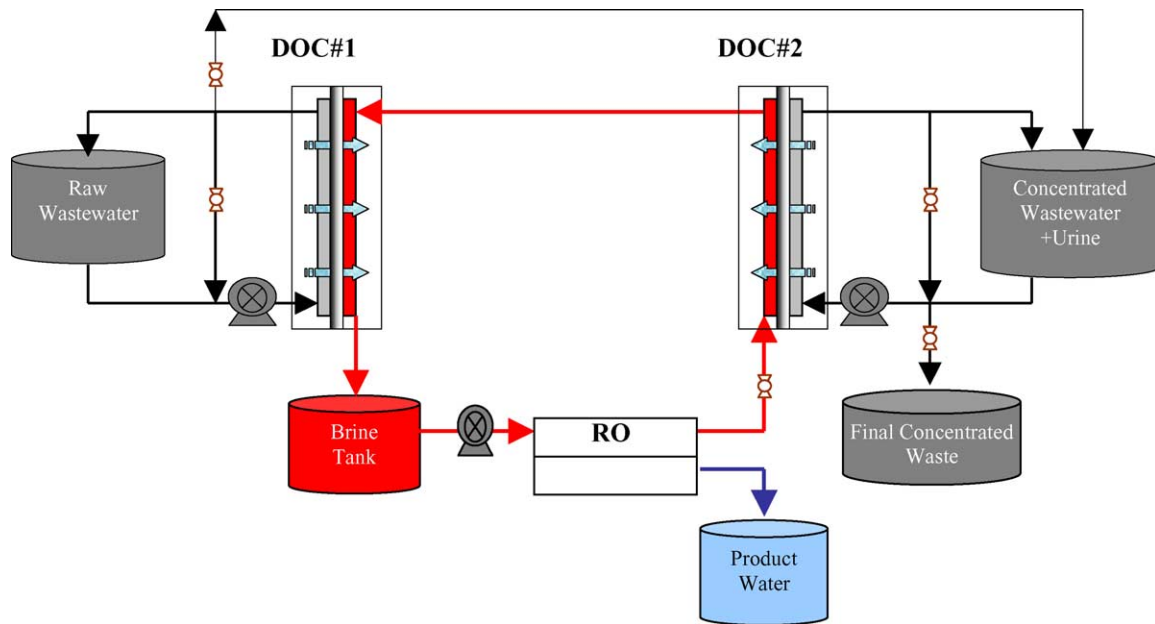 DOC#1
DOC#2
Raw
Wastewater
Concentrated
Wastewater
+Urine
Brine
Tank
RO
Final Concentrated
Waste
Product
Water